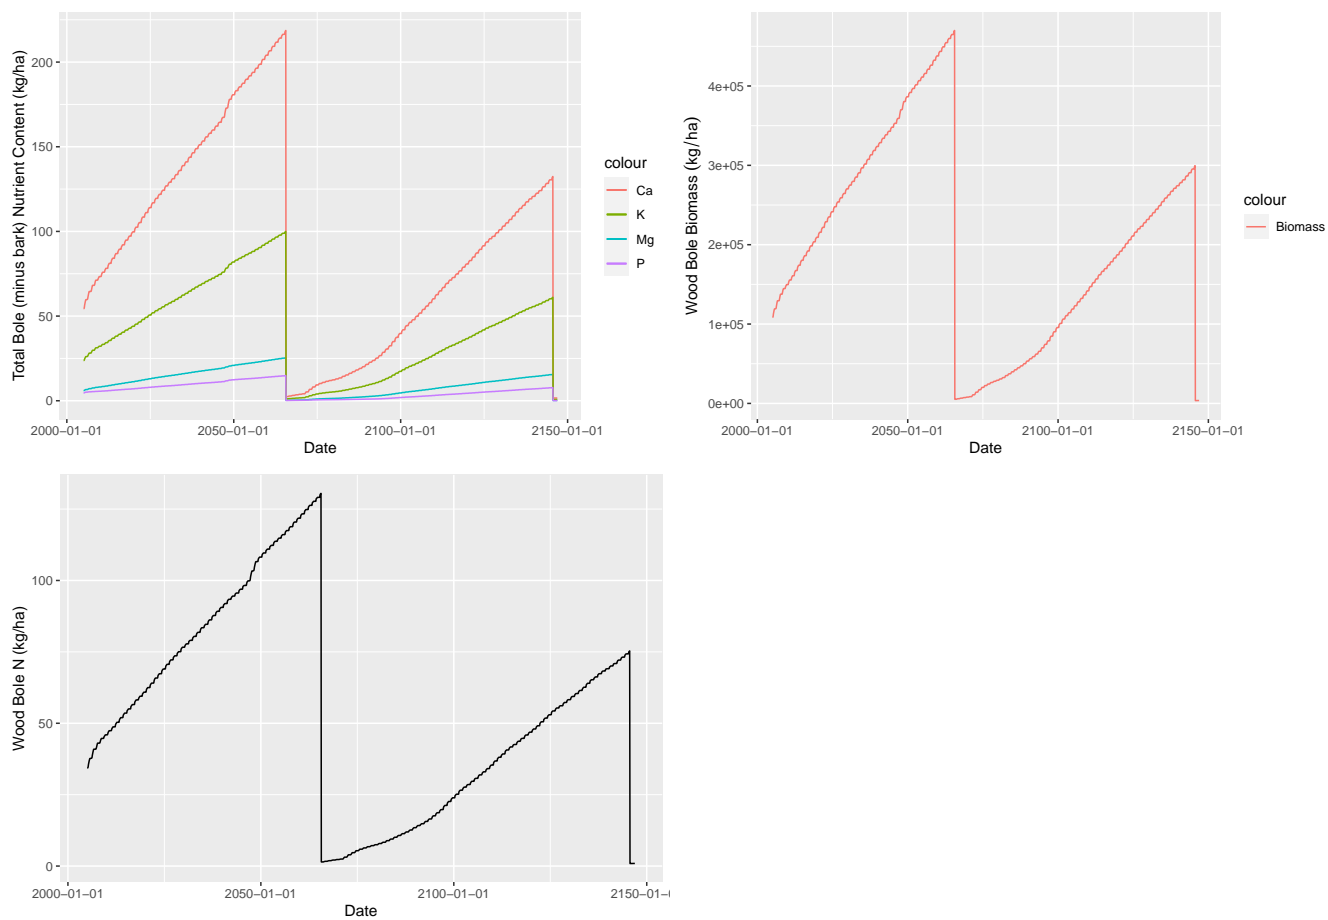 Total Bole (minus bark) Nutrient Content (kg/ha)
200
150
100
50
0
2000−01−01 2050−01−01 2100−01−01 2150−01−01
Date
colour
Ca
K
Mg
P
Wood Bole Biomass (kg/ha)
4e+05
3e+05
2e+05
1e+05
0e+00
2000−01−01 2050−01−01 2100−01−01 2150−01−01
Date
colour
Biomass
Wood Bole N (kg/ha)
100
50
0
2000−01−01 2050−01−01 2100−01−01 2150−01−0
Date